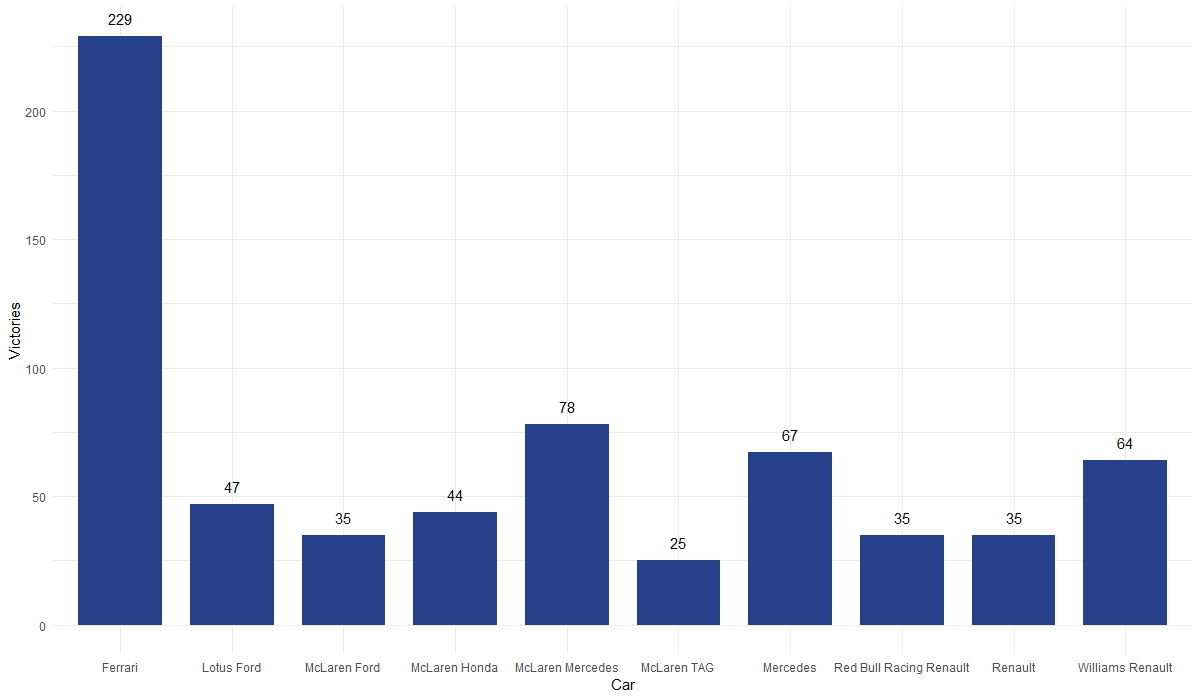 229
200
150
100
50
0
Victories
47
35
44
78
25
67
35
35
64
Ferrari
Lotus Ford
McLaren Ford
McLaren Honda
McLaren Mercedes
McLaren TAG
Mercedes
Red Bull Racing Renault
Renault
Williams Renault
Car